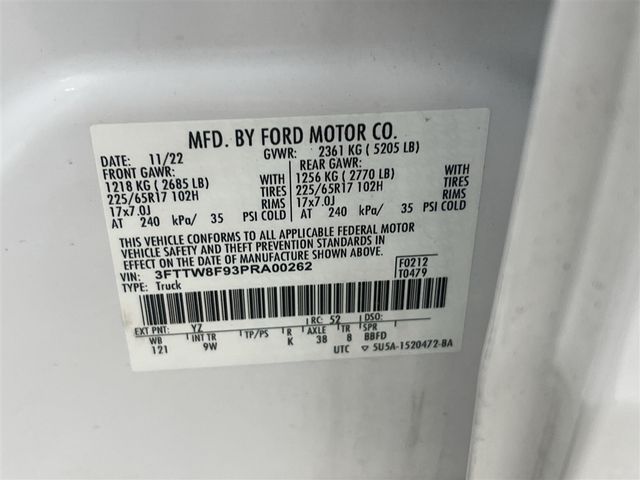 MFD. BY FORD MOTOR CO.
DATE: 11/22 GVWR: 2361 KG ( 5205 LB)
FRONT GAWR: REAR GAWR:
1218 KG ( 2685 LB) WITH 1256 KG ( 2770 LB) WITH
225/65R17 102H TIRES 225/65R17 102H TIRES
17x7.0J RIMS 17x7.0J RIMS
AT 240 kPa/ 35 PSI COLD AT 240 kPa/ 35 PSI COLD
THIS VEHICLE CONFORMS TO ALL APPLICABLE FEDERAL MOTOR
VEHICLE SAFETY AND THEFT PREVENTION STANDARDS IN
EFFECT ON THE DATE OF MANUFACTURE SHOWN ABOVE.
VIN: 3FTTW8F93PRA00262 F0212
TYPE: Truck T0479
EXT PNT: YZ RC: 52 DSO:
WB INT TR TP/PS R AXLE TR SPR
121 9W K 38 8 BBFD
UTC ▽ 5U5A-1520472-BA